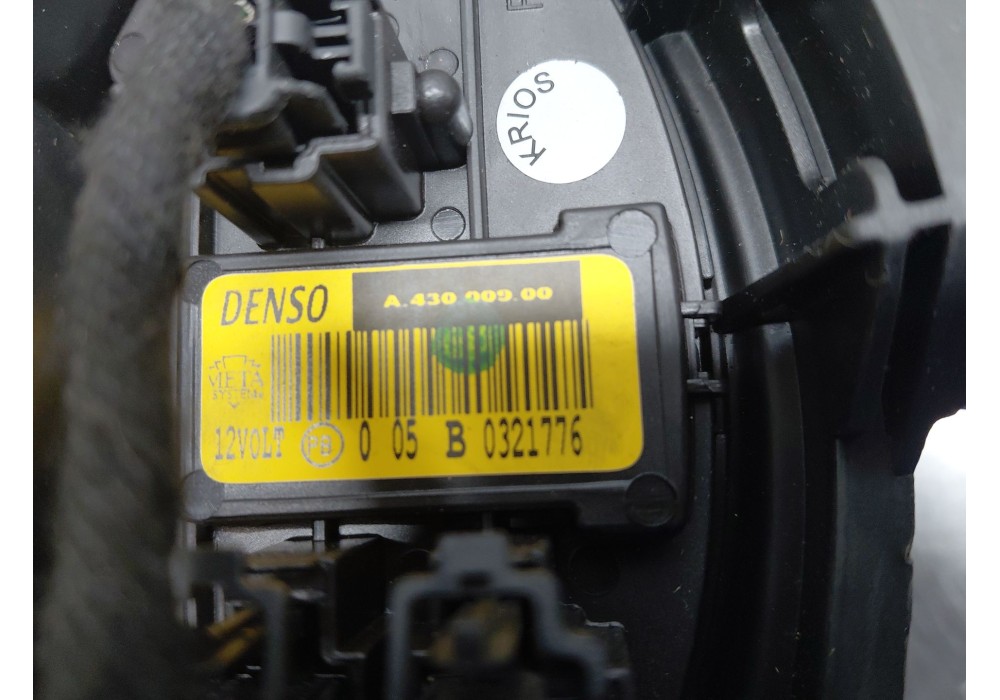 KRIOS
DENSO
A.430.009.00
META
SYSTEM
12VOLT PB 0 05 B 0321776